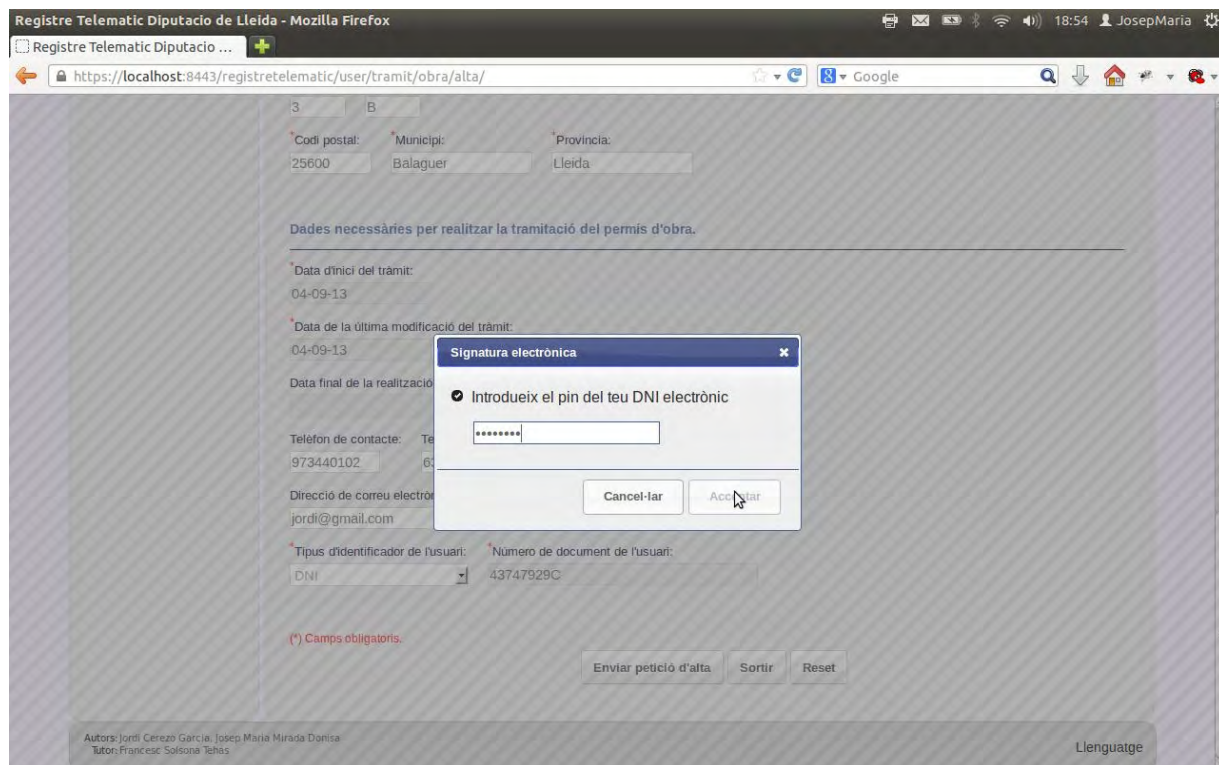 Registre Telematic Diputacio de Lleida - Mozilla Firefox
18:54 JosepMaria
Registre Telematic Diputacio ...
https://localhost:8443/registretelematic/user/tramit/obra/alta/
Google
3 B
*Codi postal: *Municipi: *Provincia:
25600 Balaguer Lleida
Dades necessàries per realitzar la tramitació del permis d'obra.
*Data d'inici del tràmit:
04-09-13
*Data de la última modificació del tràmit:
04-09-13
Data final de la realització
Signatura electrònica
Introdueix el pin del teu DNI electrònic
••••••••
Cancel·lar Acceptar
Telèfon de contacte: Te
973440102 63
Direcció de correu electròn
jordi@gmail.com
*Tipus d'identificador de l'usuari: *Número de document de l'usuari:
DNI 43747929C
(*) Camps obligatoris.
Enviar petició d'alta Sortir Reset
Autors: Jordi Cerezo Garcia, Josep Maria Mirada Donisa
Tutor: Francesc Solsona Tehas
Llenguatge